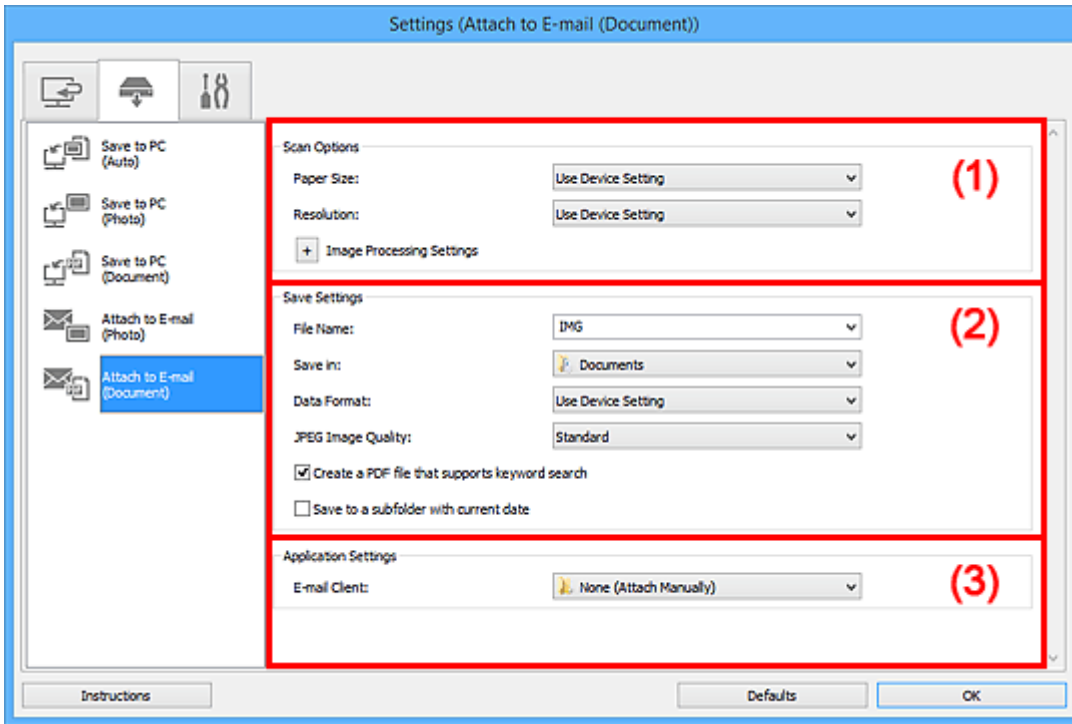 Settings (Attach to E-mail (Document))
Save to PC
(Auto)
Save to PC
(Photo)
Save to PC
(Document)
Attach to E-mail
(Photo)
Attach to E-mail
(Document)
Scan Options
(1)
Paper Size:
Use Device Setting
Resolution:
Use Device Setting
+ Image Processing Settings
Save Settings
(2)
File Name:
IMG
Save in:
Documents
Data Format:
Use Device Setting
JPEG Image Quality:
Standard
Create a PDF file that supports keyword search
Save to a subfolder with current date
Application Settings
(3)
E-mail Client:
None (Attach Manually)
Instructions
Defaults
OK